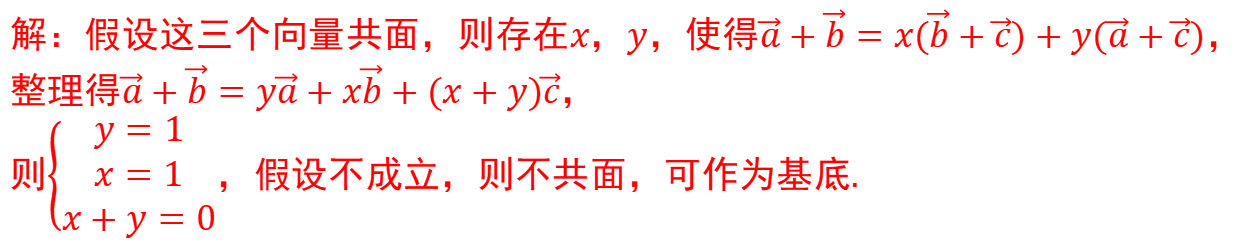 解：假设这三个向量共面，则存在x，y，使得a⃗ + b⃗ = x(b⃗ + c⃗) + y(a⃗ + c⃗)，
整理得a⃗ + b⃗ = ya⃗ + xb⃗ + (x + y)c⃗，
则{ y = 1
x = 1 ，假设不成立，则不共面，可作为基底.
x + y = 0